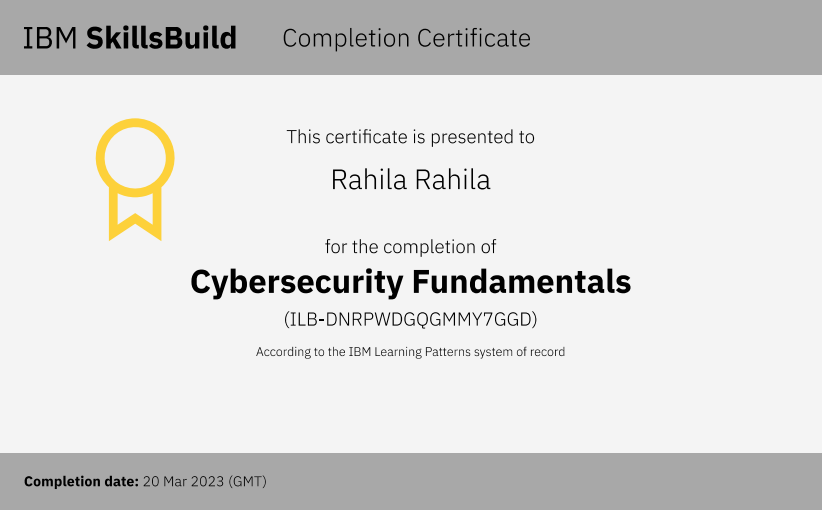 IBM SkillsBuild Completion Certificate
This certificate is presented to
Rahila Rahila
for the completion of
Cybersecurity Fundamentals
(ILB-DNRPWDGQGMMY7GGD)
According to the IBM Learning Patterns system of record
Completion date: 20 Mar 2023 (GMT)